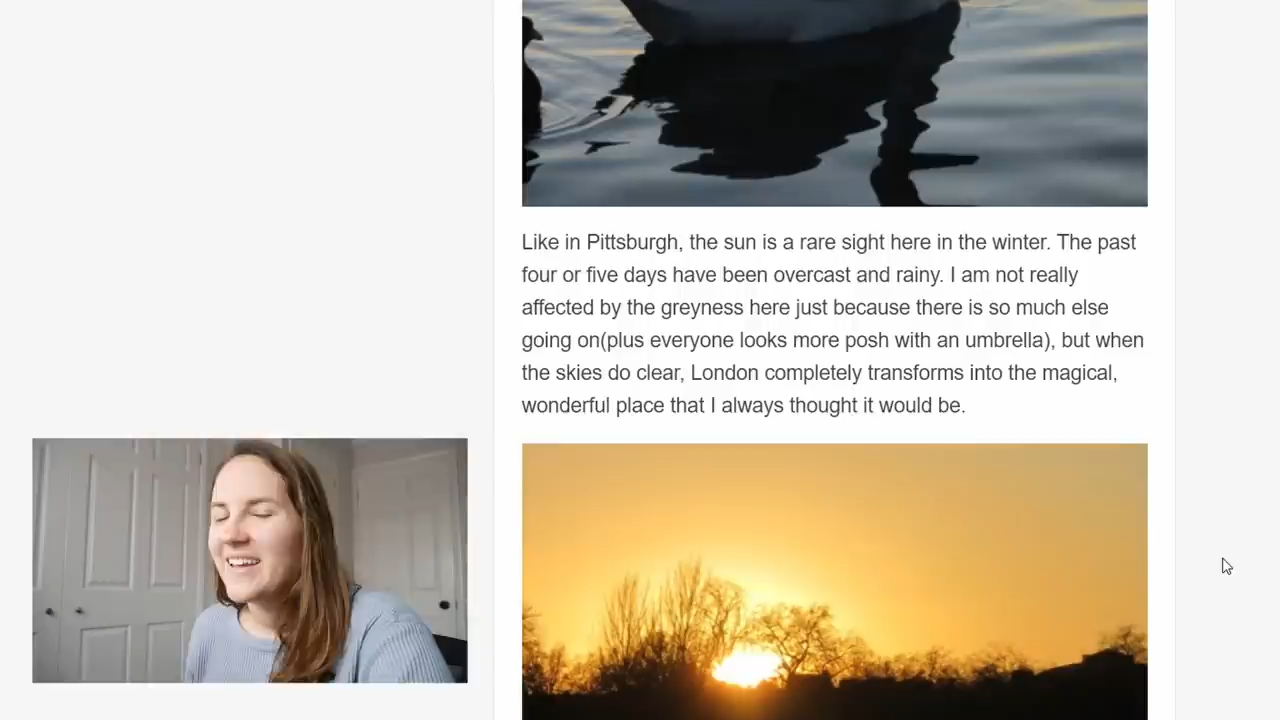 Like in Pittsburgh, the sun is a rare sight here in the winter. The past
four or five days have been overcast and rainy. I am not really
affected by the greyness here just because there is so much else
going on(plus everyone looks more posh with an umbrella), but when
the skies do clear, London completely transforms into the magical,
wonderful place that I always thought it would be.